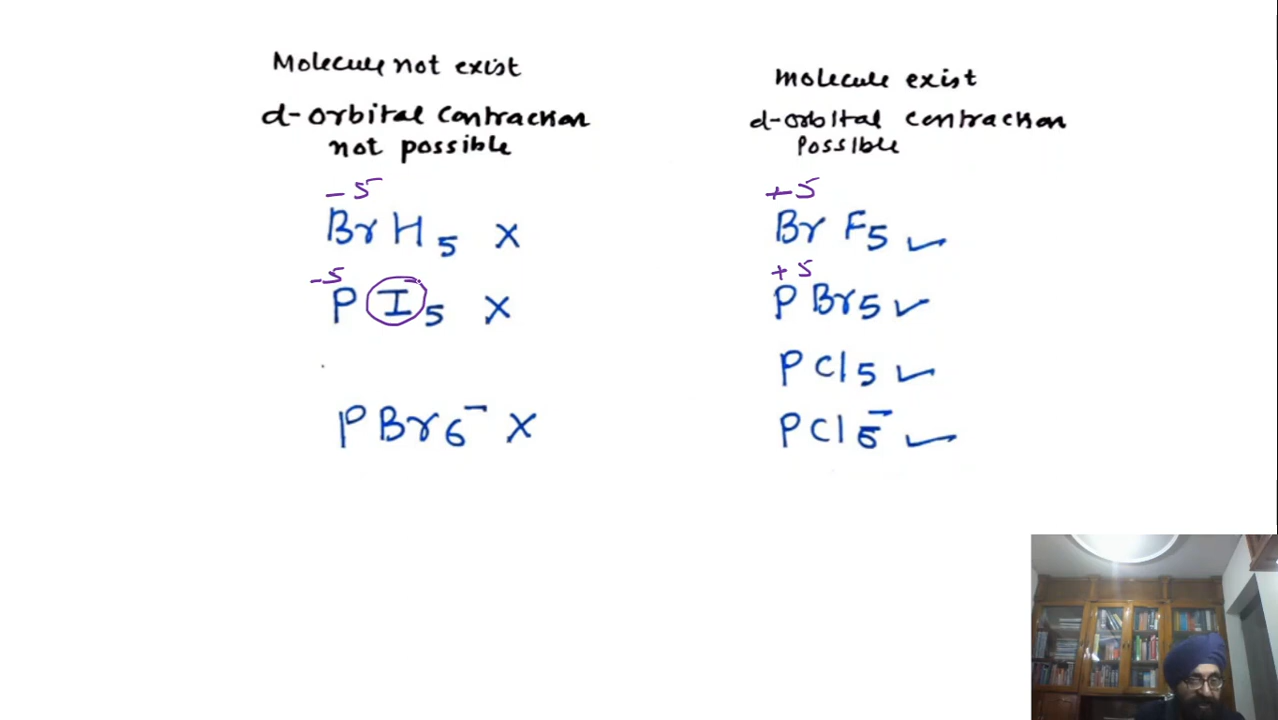 Molecule not exist
d-orbital contraction
not possible
-5
BrH5 X
-5
PI5 X
PBr6⁻ X
molecule exist
d-orbital contraction
possible
+5
BrF5 ✓
+5
PBr5 ✓
PCl5 ✓
PCl6⁻ ✓